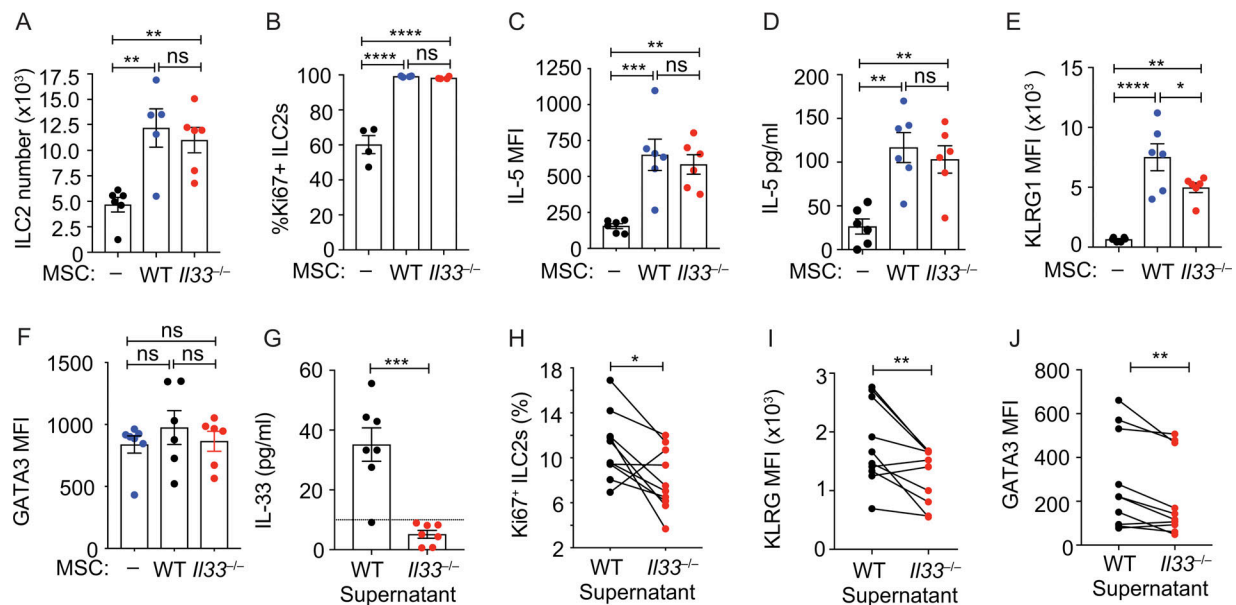 A
ILC2 number (x10³)
17.5
15.0
12.5
10.0
7.5
5.0
2.5
0
**
** ns
MSC: – WT Il33–/–
B
%Ki67+ ILC2s
100
80
60
40
20
0
****
**** ns
– WT Il33–/–
C
IL-5 MFI
1250
1000
750
500
250
0
**
*** ns
– WT Il33–/–
D
IL-5 pg/ml
200
150
100
50
0
**
** ns
MSC: – WT Il33–/–
E
KLRG1 MFI (x10³)
15
10
5
0
**
**** *
MSC: – WT Il33–/–
F
GATA3 MFI
1500
1000
500
0
ns
ns ns
MSC: – WT Il33–/–
G
IL-33 (pg/ml)
60
40
20
0
***
WT Il33–/–
Supernatant
H
Ki67⁺ ILC2s (%)
18
16
14
12
10
8
6
4
2
*
WT Il33–/–
Supernatant
I
KLRG MFI (x10³)
3
2
1
0
**
WT Il33–/–
Supernatant
J
GATA3 MFI
800
600
400
200
0
**
WT Il33–/–
Supernatant